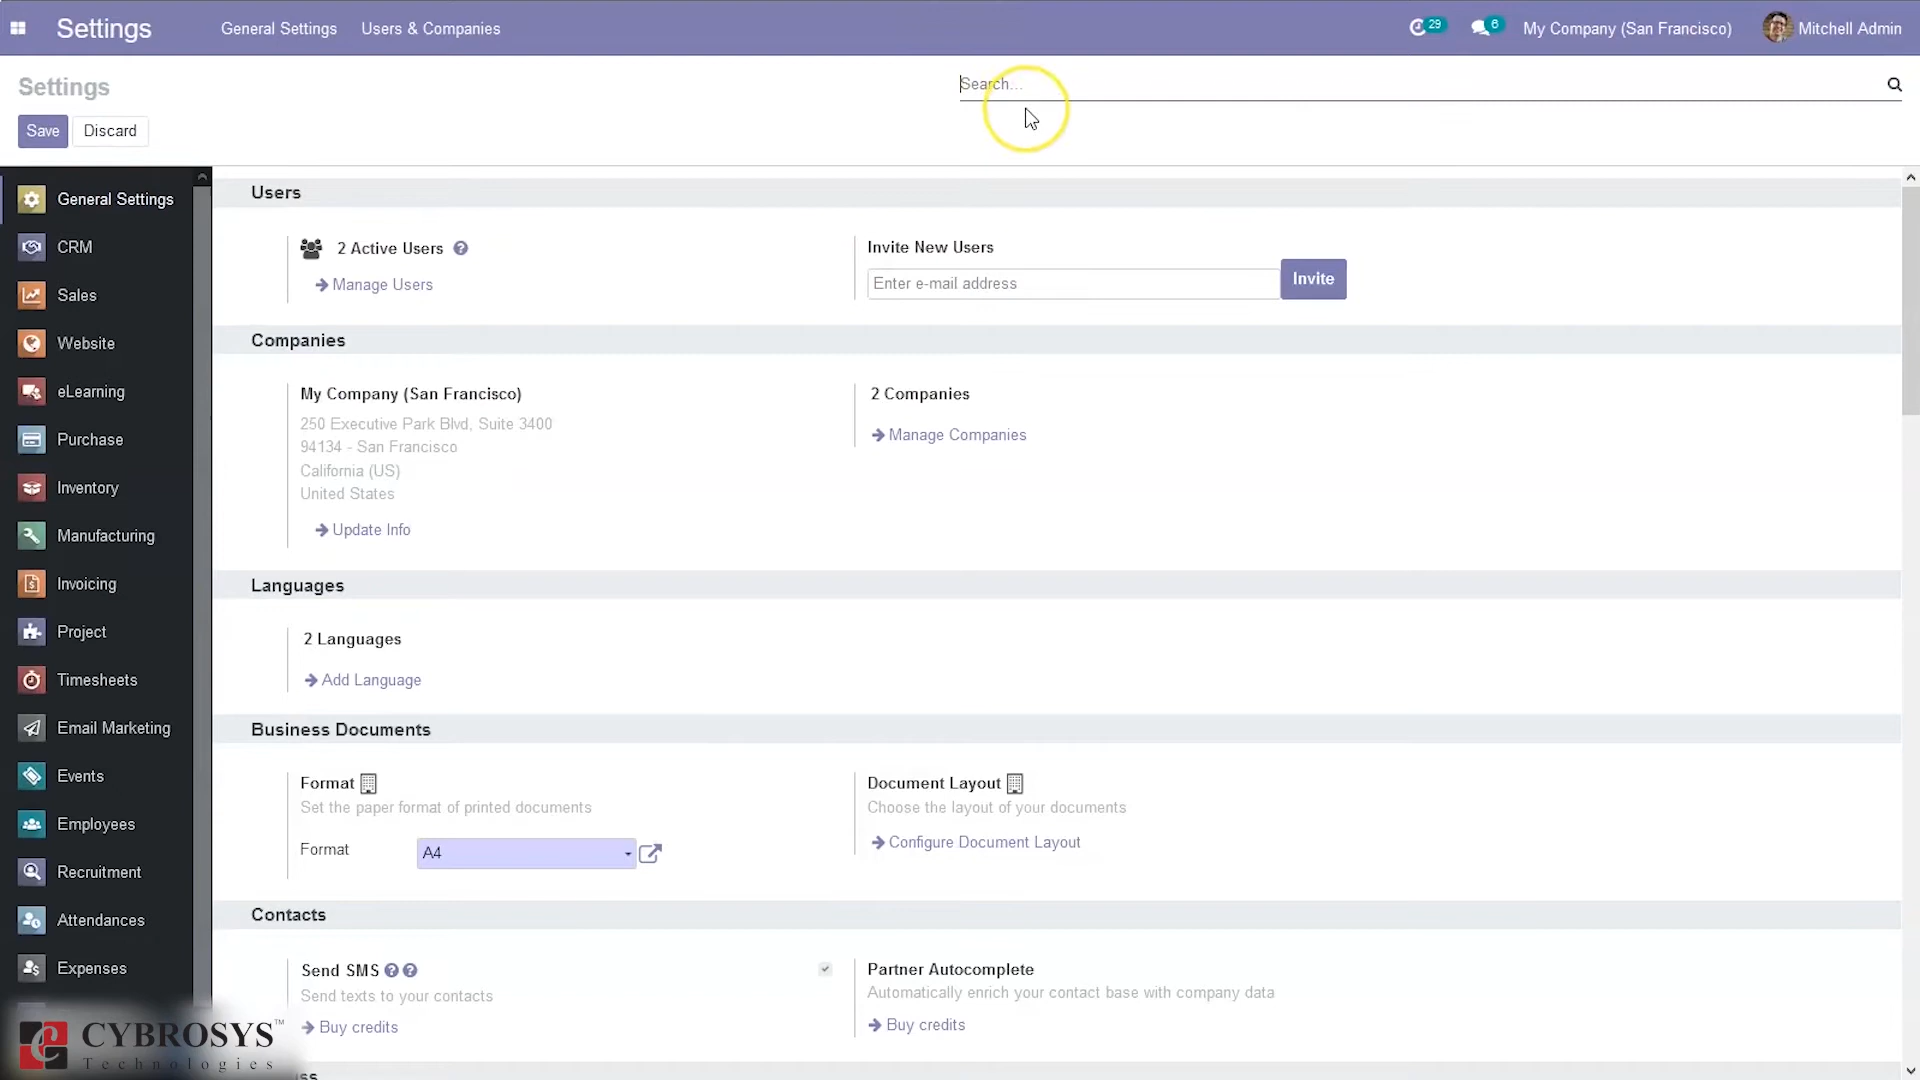 Settings
General Settings
Users & Companies
29
6
My Company (San Francisco)
Mitchell Admin
Settings
Search...
Save
Discard
General Settings
CRM
Sales
Website
eLearning
Purchase
Inventory
Manufacturing
Invoicing
Project
Timesheets
Email Marketing
Events
Employees
Recruitment
Attendances
Expenses
Users
2 Active Users
Manage Users
Invite New Users
Enter e-mail address
Invite
Companies
My Company (San Francisco)
250 Executive Park Blvd, Suite 3400
94134 - San Francisco
California (US)
United States
Update Info
2 Companies
Manage Companies
Languages
2 Languages
Add Language
Business Documents
Format
Set the paper format of printed documents
Format
A4
Document Layout
Choose the layout of your documents
Configure Document Layout
Contacts
Send SMS
Send texts to your contacts
Buy credits
Partner Autocomplete
Automatically enrich your contact base with company data
Buy credits
CYBROSYS™
Technologies